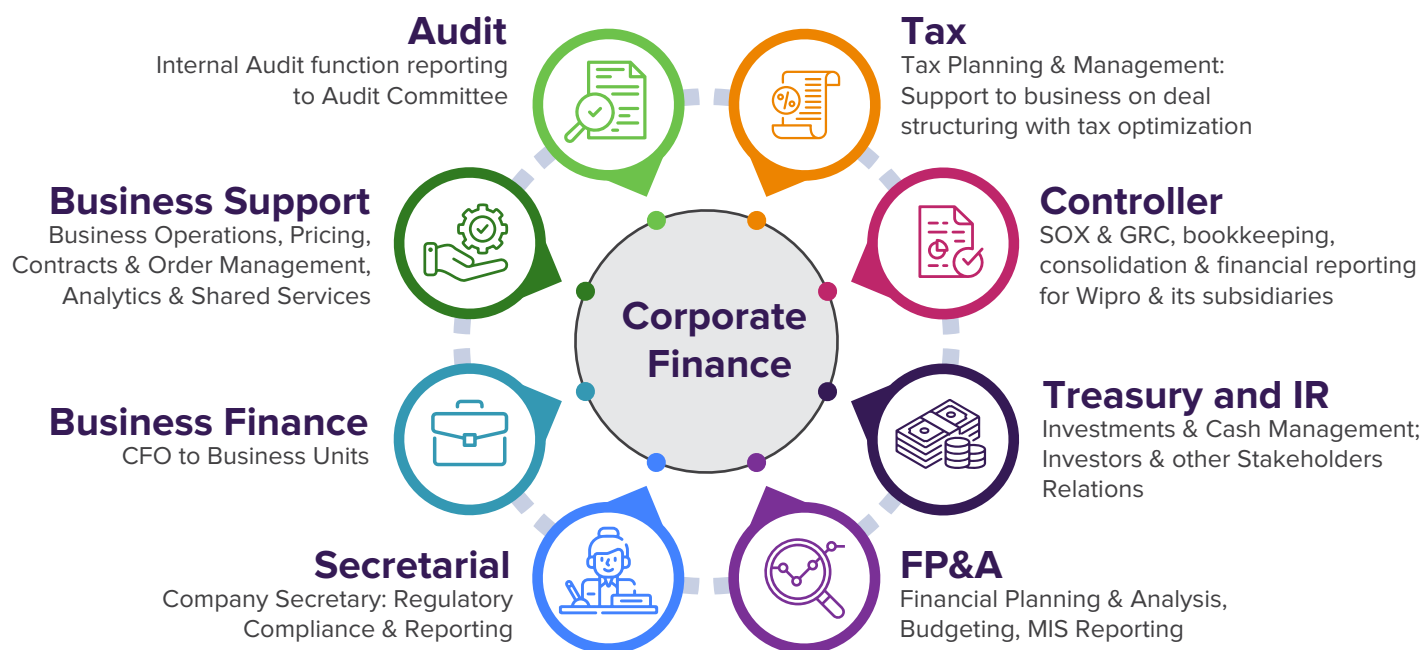 Audit
Internal Audit function reporting
to Audit Committee
Tax
Tax Planning & Management:
Support to business on deal
structuring with tax optimization
Business Support
Business Operations, Pricing,
Contracts & Order Management,
Analytics & Shared Services
Controller
SOX & GRC, bookkeeping,
consolidation & financial reporting
for Wipro & its subsidiaries
Corporate
Finance
Business Finance
CFO to Business Units
Treasury and IR
Investments & Cash Management;
Investors & other Stakeholders
Relations
Secretarial
Company Secretary: Regulatory
Compliance & Reporting
FP&A
Financial Planning & Analysis,
Budgeting, MIS Reporting
%